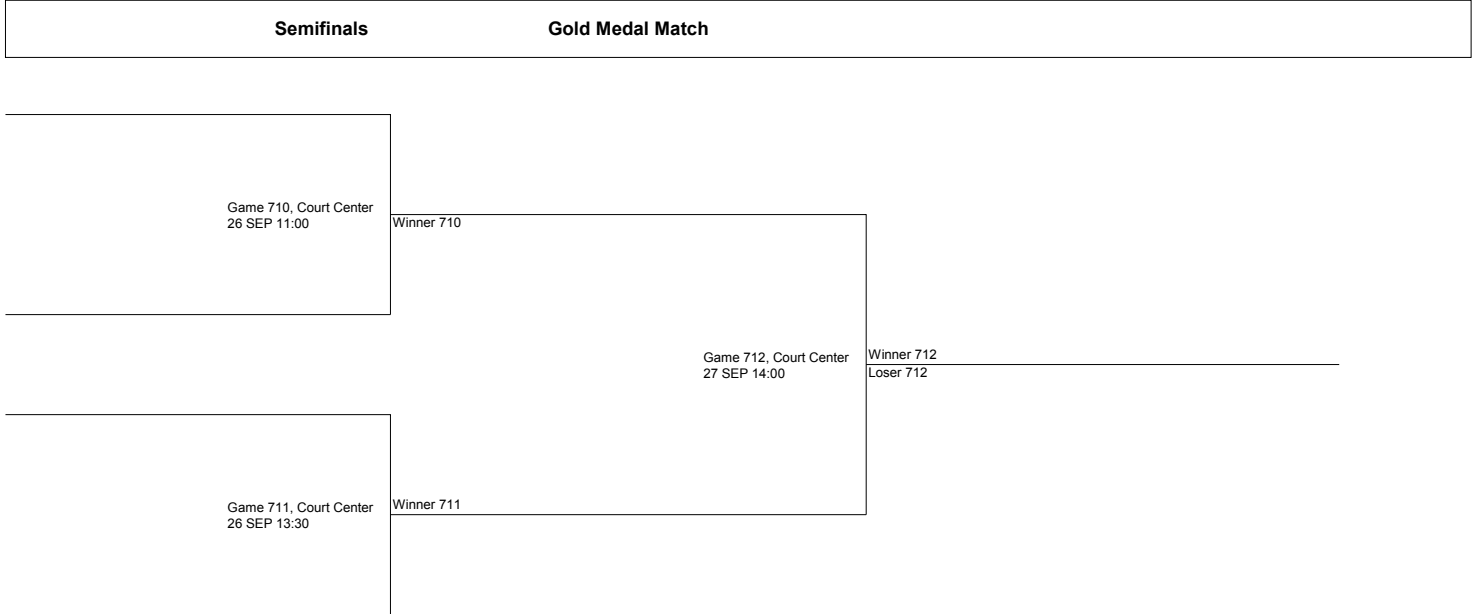 Semifinals
Gold Medal Match
Game 710, Court Center
26 SEP 11:00
Winner 710
Game 712, Court Center
27 SEP 14:00
Winner 712
Loser 712
Game 711, Court Center
26 SEP 13:30
Winner 711